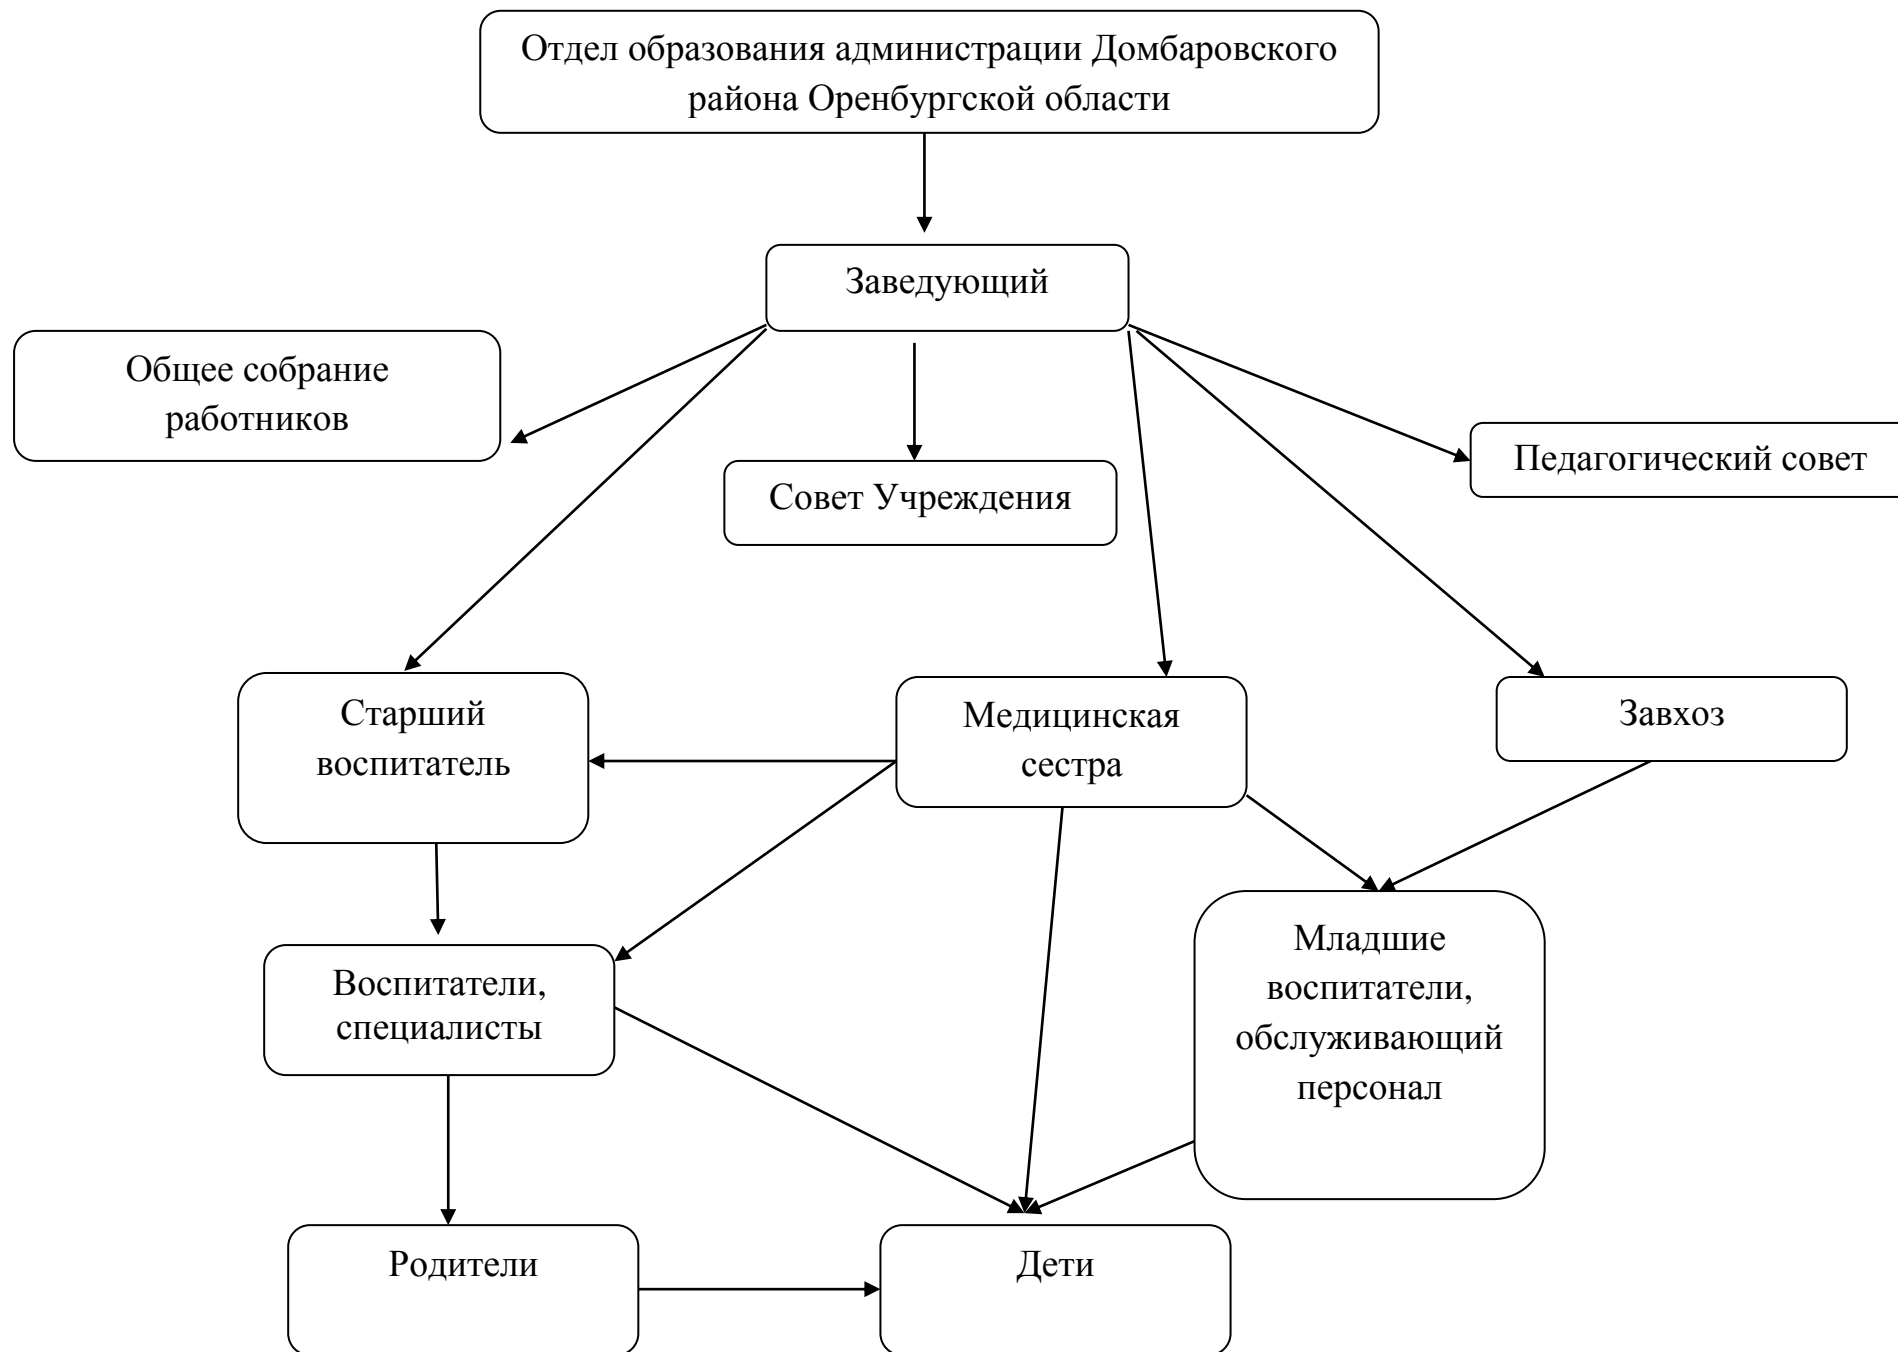 Отдел образования администрации Домбаровского
района Оренбургской области
Заведующий
Общее собрание
работников
Педагогический совет
Совет Учреждения
Старший
воспитатель
Медицинская
сестра
Завхоз
Воспитатели,
специалисты
Младшие
воспитатели,
обслуживающий
персонал
Родители
Дети